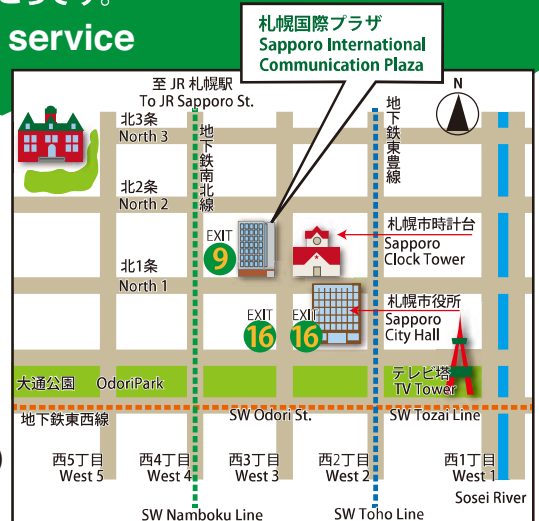 ころです。
service
札幌国際プラザ
Sapporo International
Communication Plaza
至 JR 札幌駅
To JR Sapporo St.
N
北3条
North 3
地下鉄南北線
地下鉄東豊線
北2条
North 2
EXIT
9
札幌市時計台
Sapporo
Clock Tower
北1条
North 1
EXIT
16
EXIT
16
札幌市役所
Sapporo
City Hall
大通公園 OdoriPark
テレビ塔
TV Tower
地下鉄東西線
SW Odori St.
SW Tozai Line
西5丁目
West 5
西4丁目
West 4
西3丁目
West 3
西2丁目
West 2
西1丁目
West 1
Sosei River
SW Namboku Line
SW Toho Line